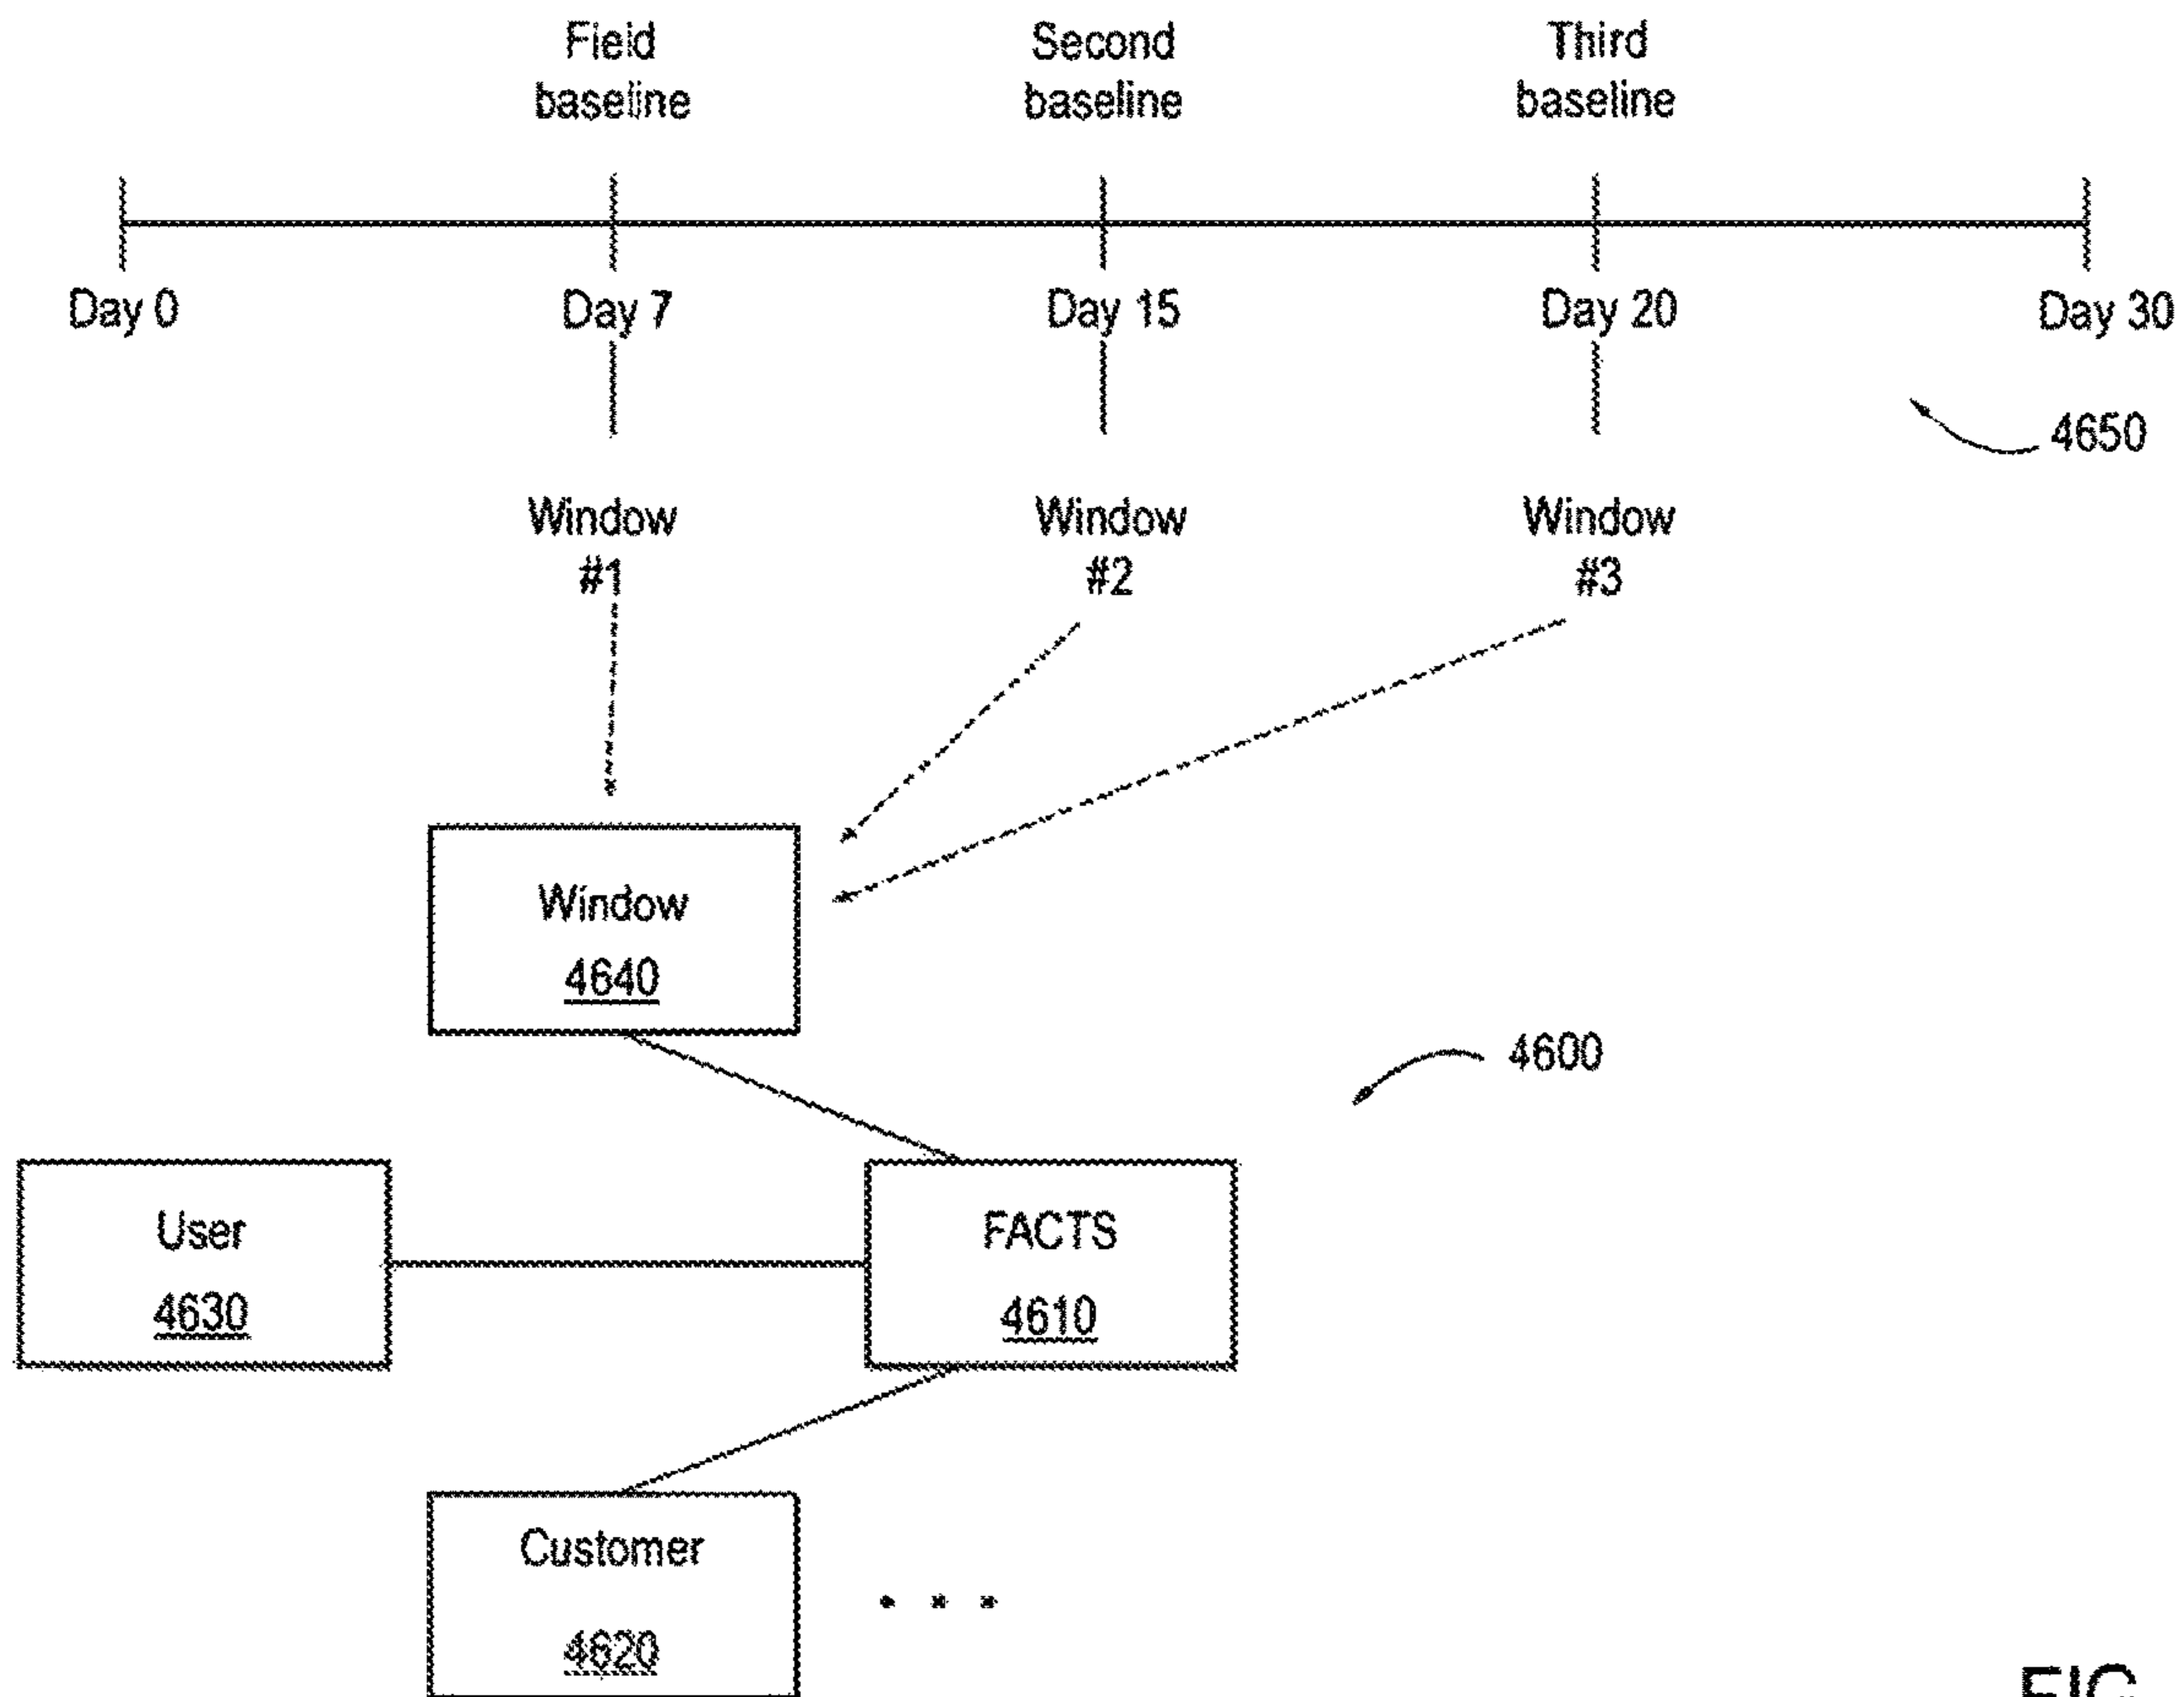 Field Second Third
baseline baseline baseline
Day 0 Day 7 Day 15 Day 20 Day 30
4650
Window Window Window
#1 #2 #3
Window
4640
4600
User FACTS
4630 4610
Customer
4620
• • •
FIG